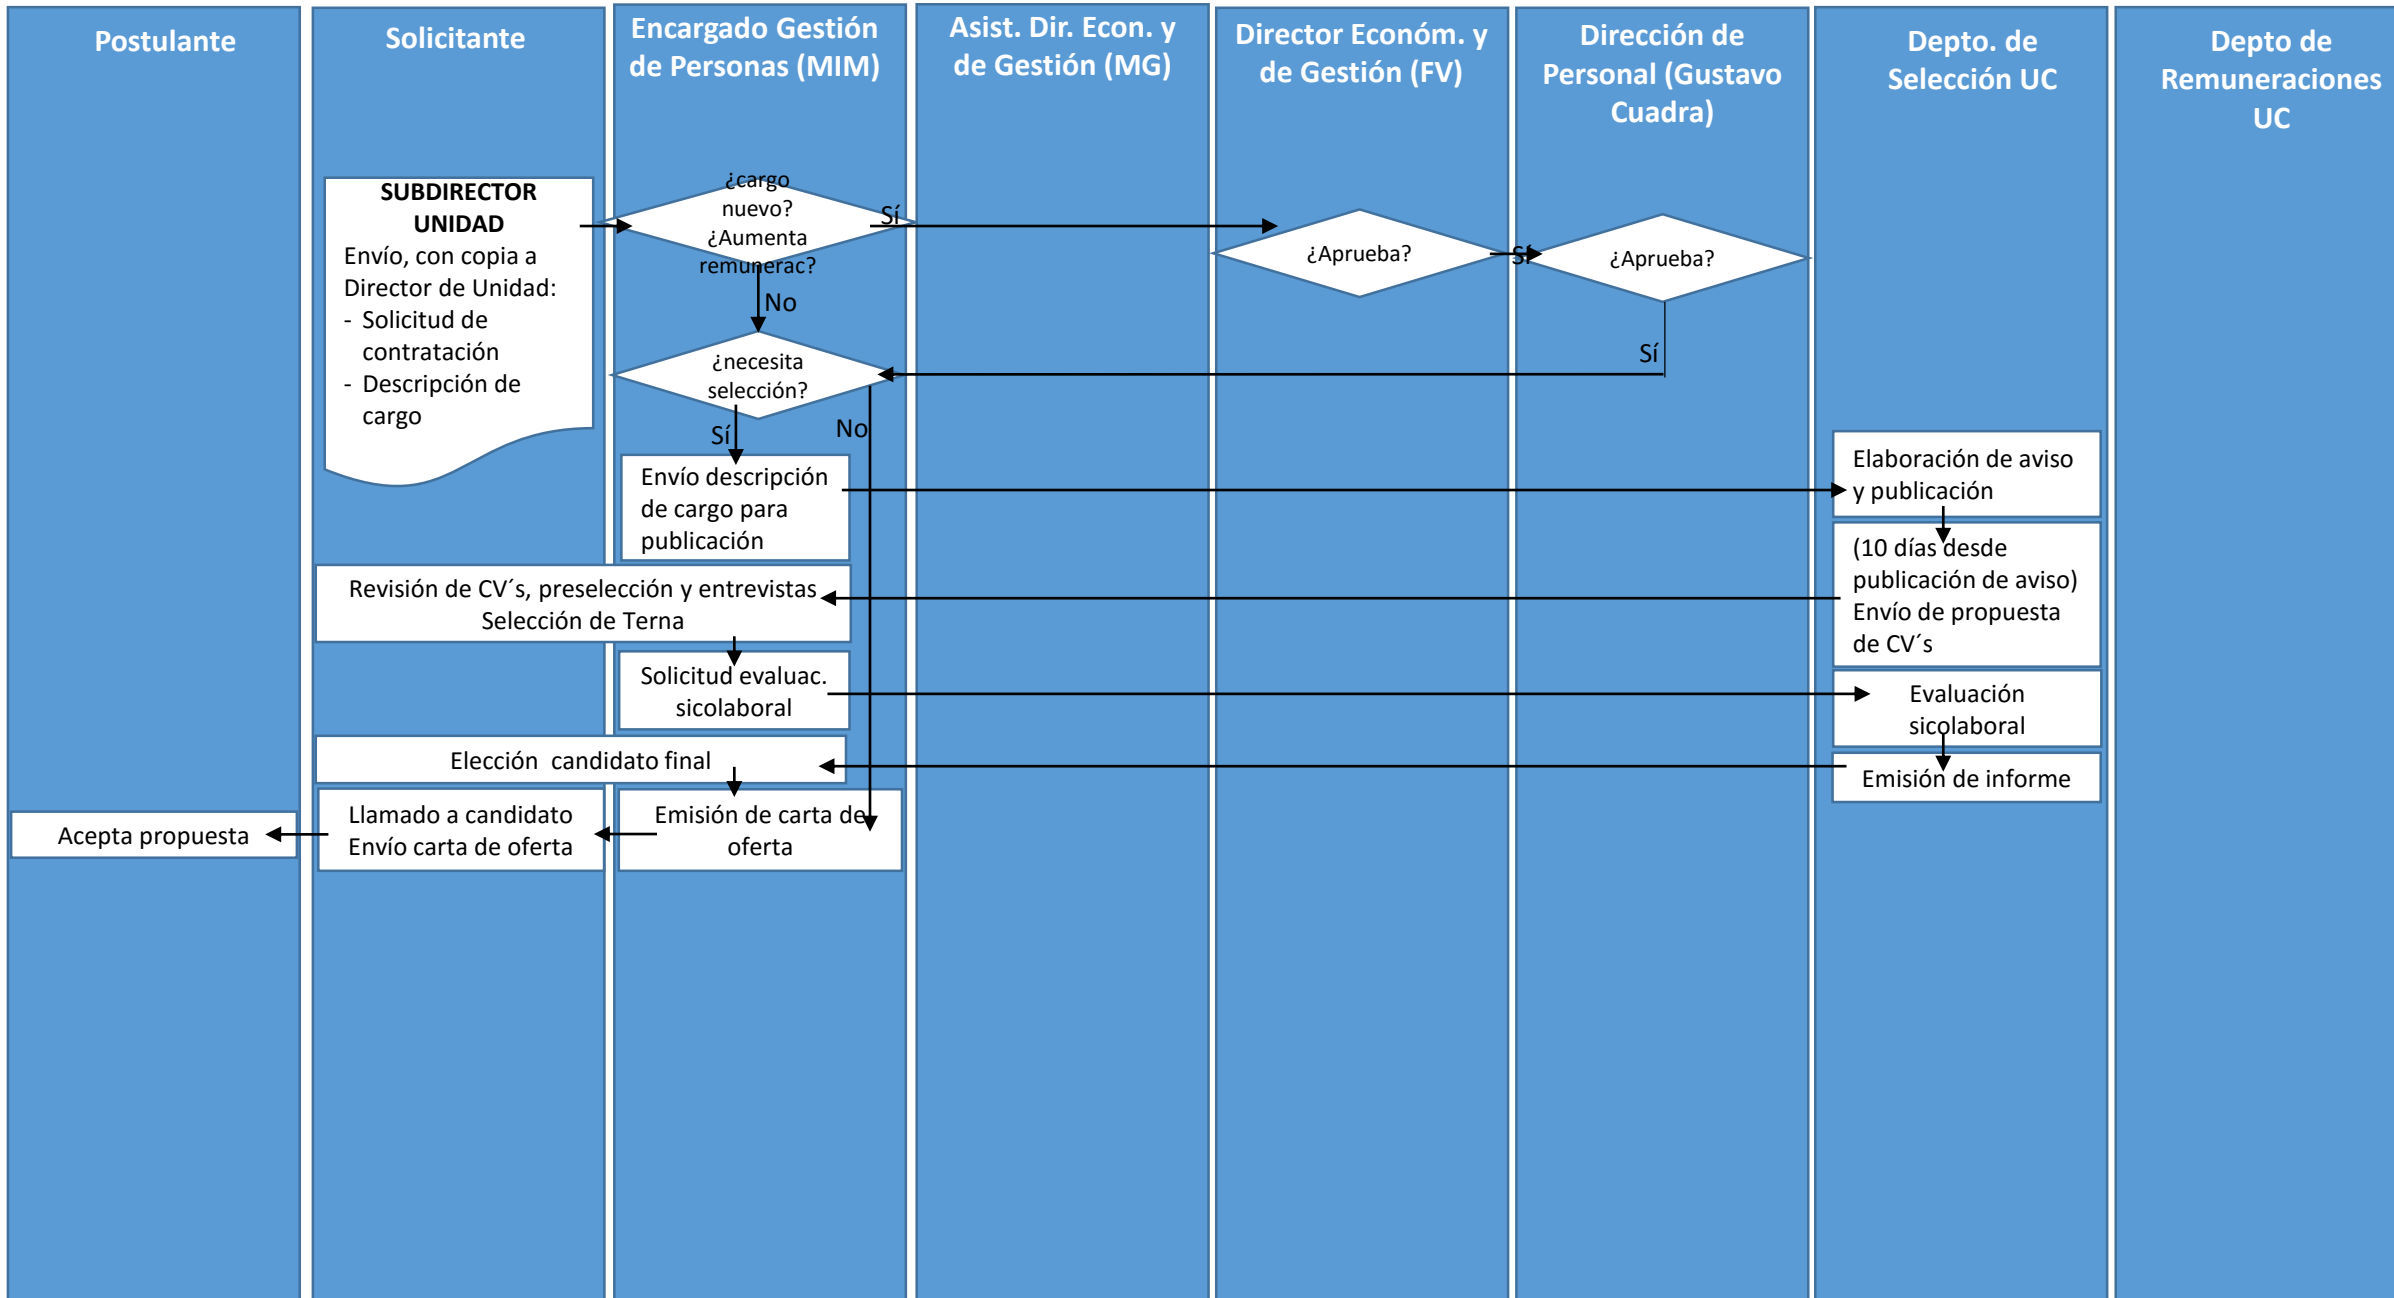 Postulante
Solicitante
Encargado Gestión
de Personas (MIM)
Asist. Dir. Econ. y
de Gestión (MG)
Director Económ. y
de Gestión (FV)
Dirección de
Personal (Gustavo
Cuadra)
Depto. de
Selección UC
Depto de
Remuneraciones
UC
SUBDIRECTOR
UNIDAD
Envío, con copia a
Director de Unidad:
- Solicitud de
contratación
- Descripción de
cargo
¿cargo
nuevo?
¿Aumenta
remunerac?
Sí
¿Aprueba?
Sí
¿Aprueba?
No
Sí
¿necesita
selección?
Sí
No
Envío descripción
de cargo para
publicación
Elaboración de aviso
y publicación
(10 días desde
publicación de aviso)
Envío de propuesta
de CV´s
Revisión de CV´s, preselección y entrevistas
Selección de Terna
Solicitud evaluac.
sicolaboral
Evaluación
sicolaboral
Elección  candidato final
Emisión de informe
Emisión de carta de
oferta
Llamado a candidato
Envío carta de oferta
Acepta propuesta